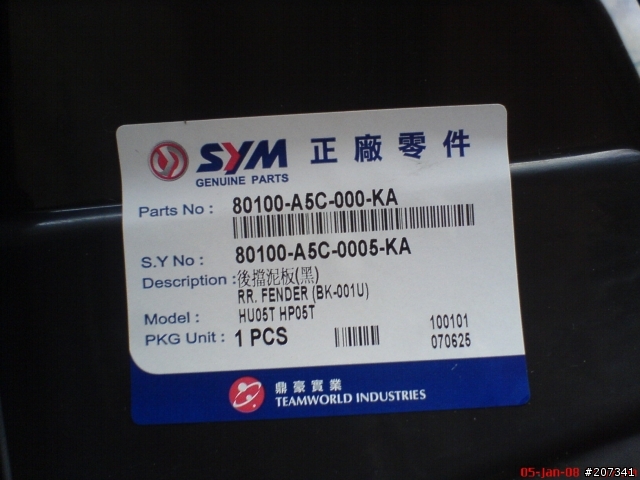 SYM 正廠零件
GENUINE PARTS
Parts No : 80100-A5C-000-KA
S.Y No : 80100-A5C-0005-KA
Description : 後擋泥板(黑)
RR. FENDER (BK-001U)
Model : HU05T HP05T
PKG Unit : 1 PCS
100101
070625
鼎豪實業
TEAMWORLD INDUSTRIES
05-Jan-08 #207341